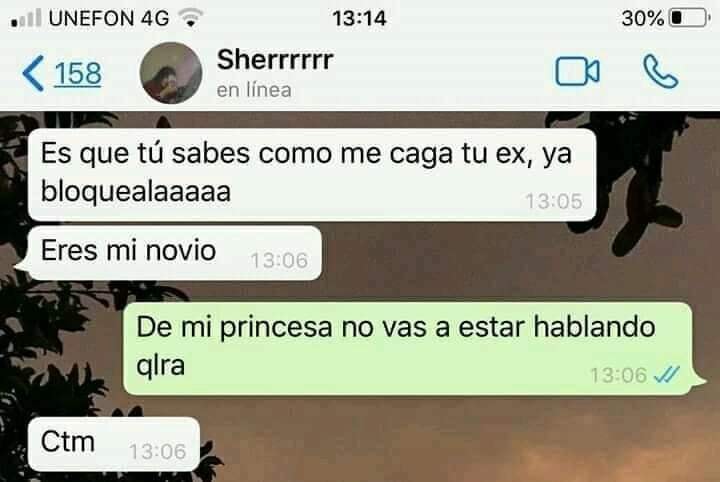 UNEFON 4G 13:14 30%
158 Sherrrrrr
en línea
Es que tú sabes como me caga tu ex, ya
bloquealaaaaa 13:05
Eres mi novio 13:06
De mi princesa no vas a estar hablando
qlra 13:06
Ctm 13:06